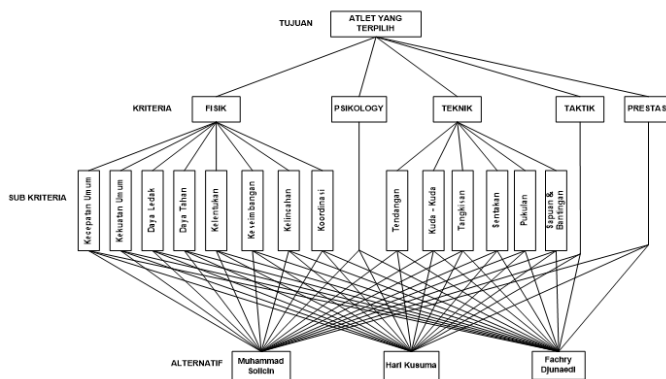 TUJUAN
ATLET YANG
TERPILIH
KRITERIA
FISIK
PSIKOLOGY
TEKNIK
TAKTIK
PRESTAS
SUB KRITERIA
Kecepatan Umum
Kekuatan Umum
Daya Ledak
Daya Tahan
Kelentukan
Keseimbangan
Kelincahan
Koordinasi
Tendangan
Kuda - Kuda
Tangkisan
Sentakan
Pukulan
Sapuan &
Bantingan
ALTERNATIF
Muhammad
Solicin
Hari Kusuma
Fachry
Djunaedi